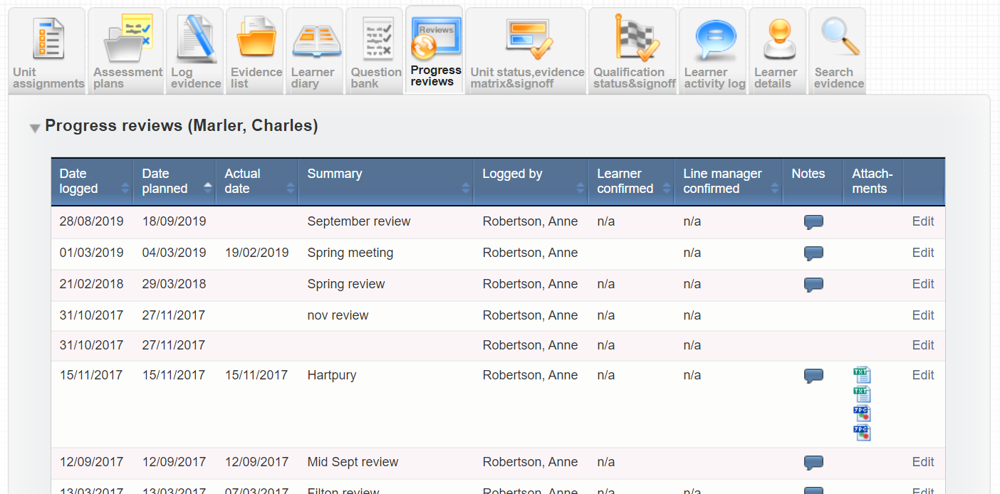 Unit assignments
Assessment plans
Log evidence
Evidence list
Learner diary
Question bank
Reviews
Progress reviews
Unit status,evidence matrix&signoff
Qualification status&signoff
Learner activity log
Learner details
Search evidence
Progress reviews (Marler, Charles)
Date logged Date planned Actual date Summary Logged by Learner confirmed Line manager confirmed Notes Attach-ments
28/08/2019 18/09/2019 September review Robertson, Anne n/a n/a Edit
01/03/2019 04/03/2019 19/02/2019 Spring meeting Robertson, Anne n/a Edit
21/02/2018 29/03/2018 Spring review Robertson, Anne n/a n/a Edit
31/10/2017 27/11/2017 nov review Robertson, Anne n/a n/a Edit
31/10/2017 27/11/2017 Robertson, Anne n/a n/a Edit
15/11/2017 15/11/2017 15/11/2017 Hartpury Robertson, Anne n/a n/a TXT Edit
TXT
JPG
JPG
12/09/2017 12/09/2017 12/09/2017 Mid Sept review Robertson, Anne n/a Edit
13/03/2017 13/03/2017 07/03/2017 Filton review Robertson, Anne n/a n/a Edit